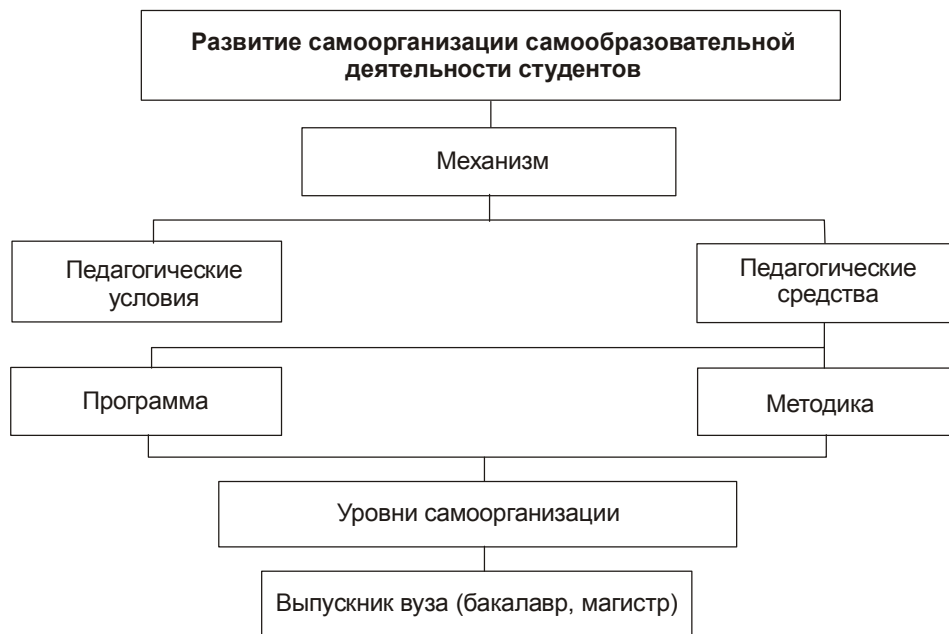 Развитие самоорганизации самообразовательной
деятельности студентов
Механизм
Педагогические
условия
Педагогические
средства
Программа
Методика
Уровни самоорганизации
Выпускник вуза (бакалавр, магистр)